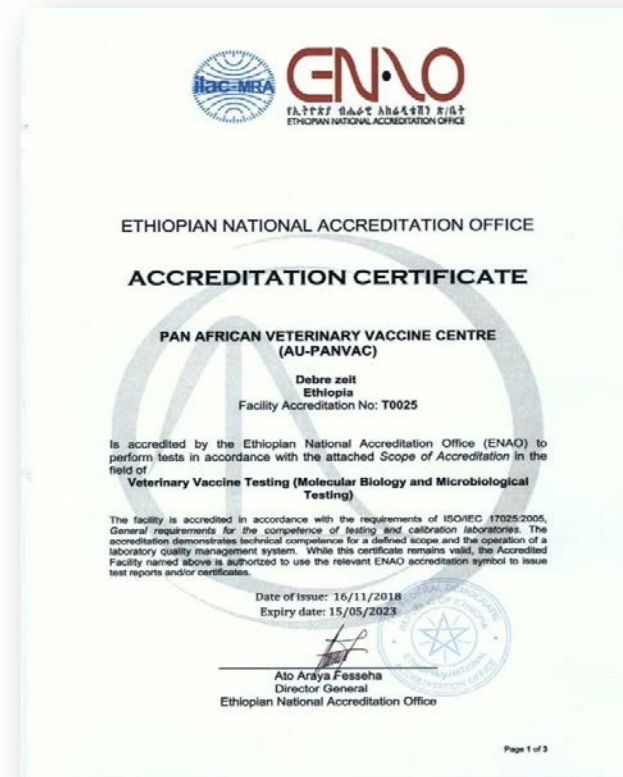 ilac-MRA
ENAO
የኢትዮጵያ ብሔራዊ አክሬዲቴሽን ጽ/ቤት
ETHIOPIAN NATIONAL ACCREDITATION OFFICE
ETHIOPIAN NATIONAL ACCREDITATION OFFICE
ACCREDITATION CERTIFICATE
PAN AFRICAN VETERINARY VACCINE CENTRE
(AU-PANVAC)
Debre zeit
Ethiopia
Facility Accreditation No: T0025
Is accredited by the Ethiopian National Accreditation Office (ENAO) to
perform tests in accordance with the attached Scope of Accreditation in the
field of
Veterinary Vaccine Testing (Molecular Biology and Microbiological
Testing)
The facility is accredited in accordance with the requirements of ISO/IEC 17025:2005,
General requirements for the competence of testing and calibration laboratories. The
accreditation demonstrates technical competence for a defined scope and the operation of a
laboratory quality management system. While this certificate remains valid, the Accredited
Facility named above is authorized to use the relevant ENAO accreditation symbol to issue
test reports and/or certificates.
Date of issue: 16/11/2018
Expiry date: 15/05/2023
Ato Araya Fesseha
Director General
Ethiopian National Accreditation Office
Page 1 of 3